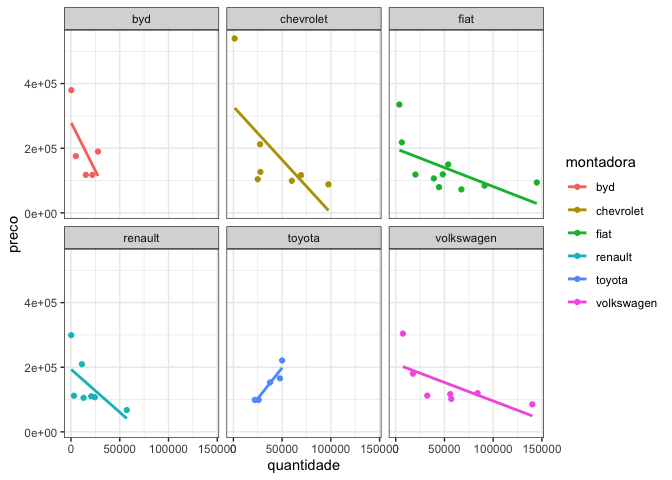 byd
chevrolet
fiat
4e+05
2e+05
0e+00
renault
toyota
volkswagen
4e+05
2e+05
0e+00
0
50000
100000
150000
0
50000
100000
150000
0
50000
100000
150000
quantidade
preco
montadora
byd
chevrolet
fiat
renault
toyota
volkswagen